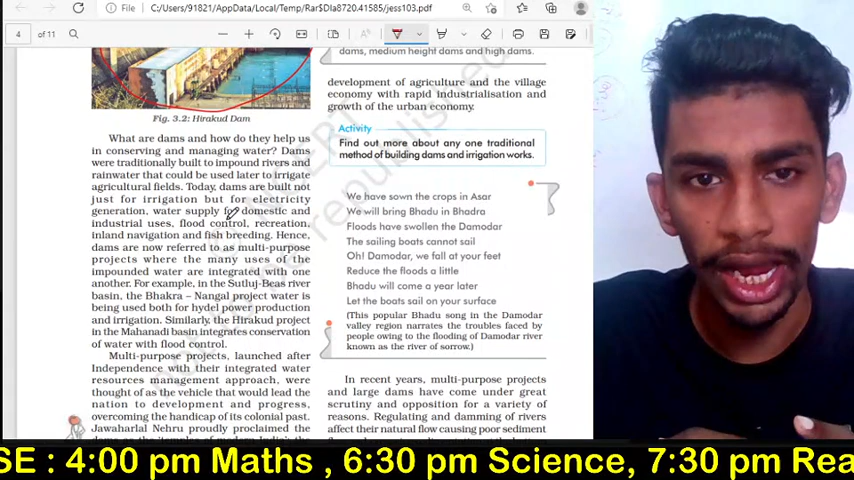 File
C:/Users/91821/AppData/Local/Temp/Rar$DIa8720.41585/jess103.pdf
4 of 11
dams, medium height dams and high dams.
Fig. 3.2: Hirakud Dam
What are dams and how do they help us
in conserving and managing water? Dams
were traditionally built to impound rivers and
rainwater that could be used later to irrigate
agricultural fields. Today, dams are built not
just for irrigation but for electricity
generation, water supply for domestic and
industrial uses, flood control, recreation,
inland navigation and fish breeding. Hence,
dams are now referred to as multi-purpose
projects where the many uses of the
impounded water are integrated with one
another. For example, in the Sutluj-Beas river
basin, the Bhakra – Nangal project water is
being used both for hydel power production
and irrigation. Similarly, the Hirakud project
in the Mahanadi basin integrates conservation
of water with flood control.
Multi-purpose projects, launched after
Independence with their integrated water
resources management approach, were
thought of as the vehicle that would lead the
nation to development and progress,
overcoming the handicap of its colonial past.
Jawaharlal Nehru proudly proclaimed the
dams as the 'temples of modern India'; the
development of agriculture and the village
economy with rapid industrialisation and
growth of the urban economy.
Activity
Find out more about any one traditional
method of building dams and irrigation works.
We have sown the crops in Asar
We will bring Bhadu in Bhadra
Floods have swollen the Damodar
The sailing boats cannot sail
Oh! Damodar, we fall at your feet
Reduce the floods a little
Bhadu will come a year later
Let the boats sail on your surface
(This popular Bhadu song in the Damodar
valley region narrates the troubles faced by
people owing to the flooding of Damodar river
known as the river of sorrow.)
In recent years, multi-purpose projects
and large dams have come under great
scrutiny and opposition for a variety of
reasons. Regulating and damming of rivers
affect their natural flow causing poor sediment
SE : 4:00 pm Maths , 6:30 pm Science, 7:30 pm Rea